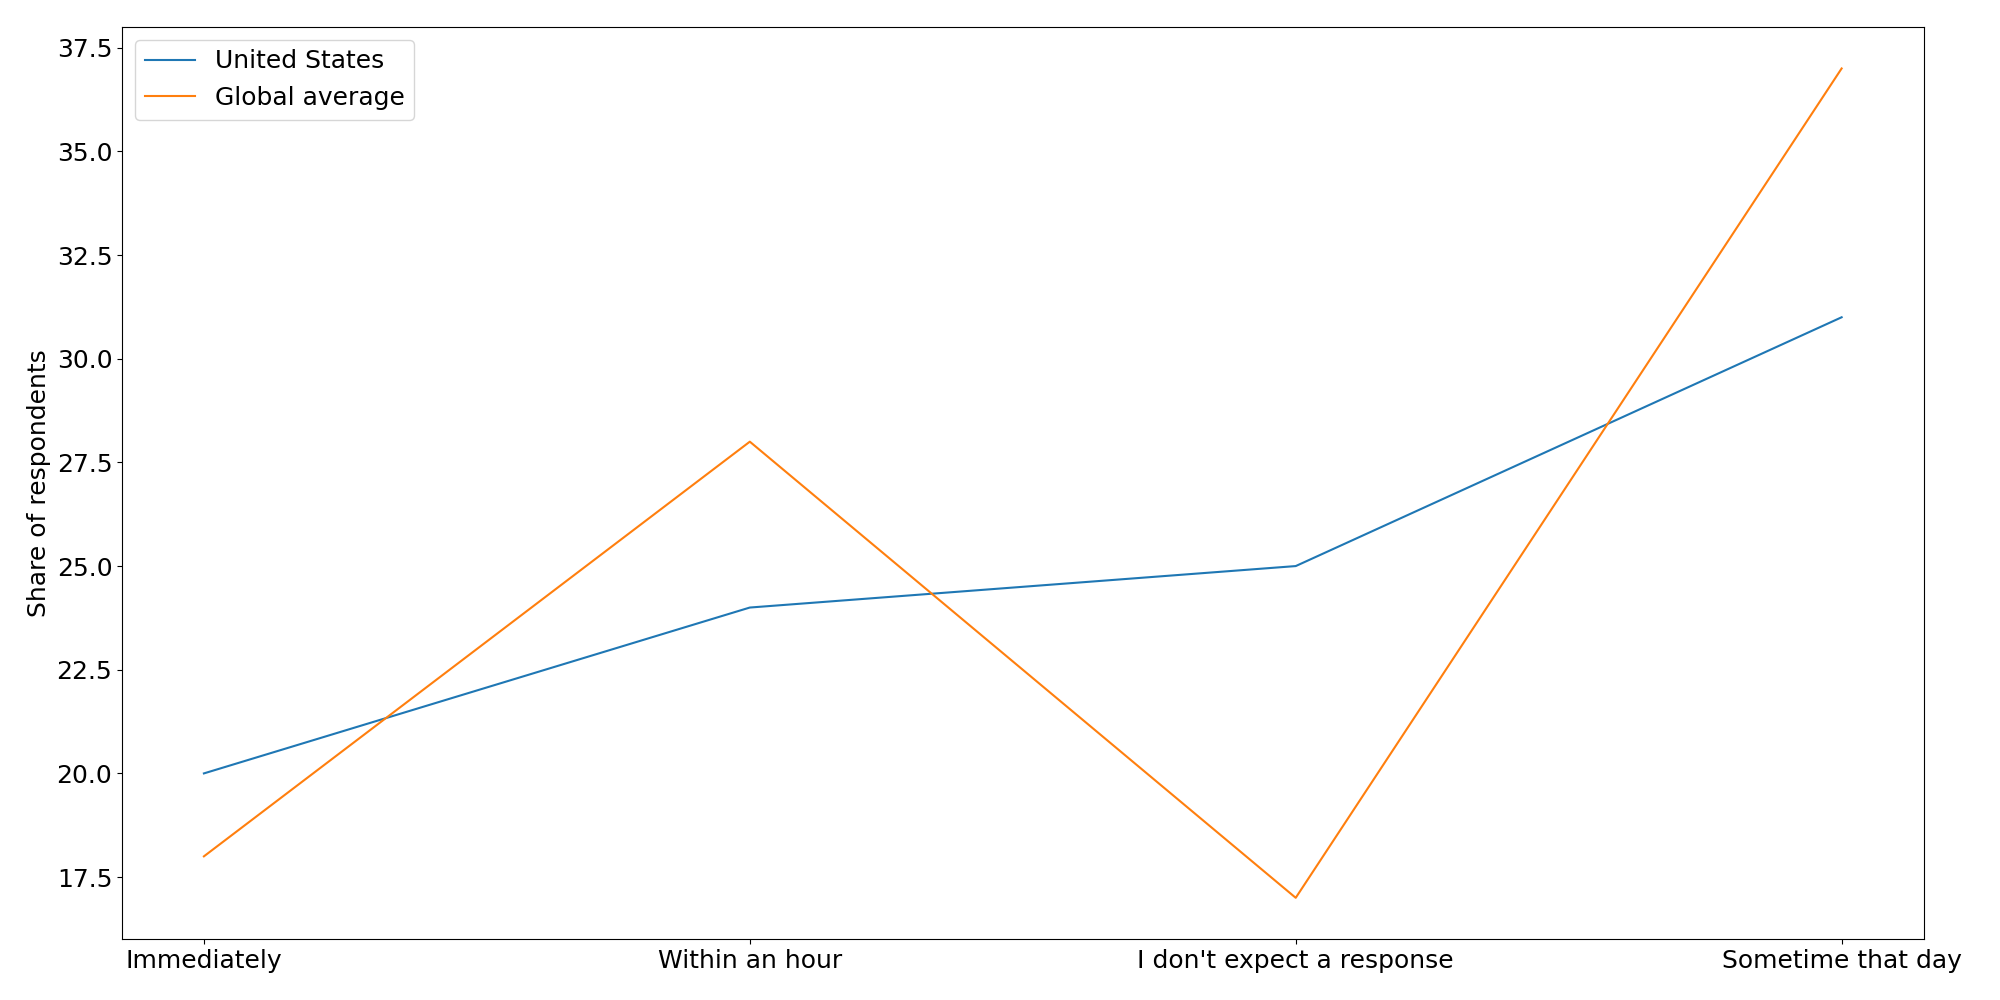 37.5
35.0
32.5
30.0
27.5
25.0
22.5
20.0
17.5
Share of respondents
United States
Global average
Immediately
Within an hour
I don't expect a response
Sometime that day